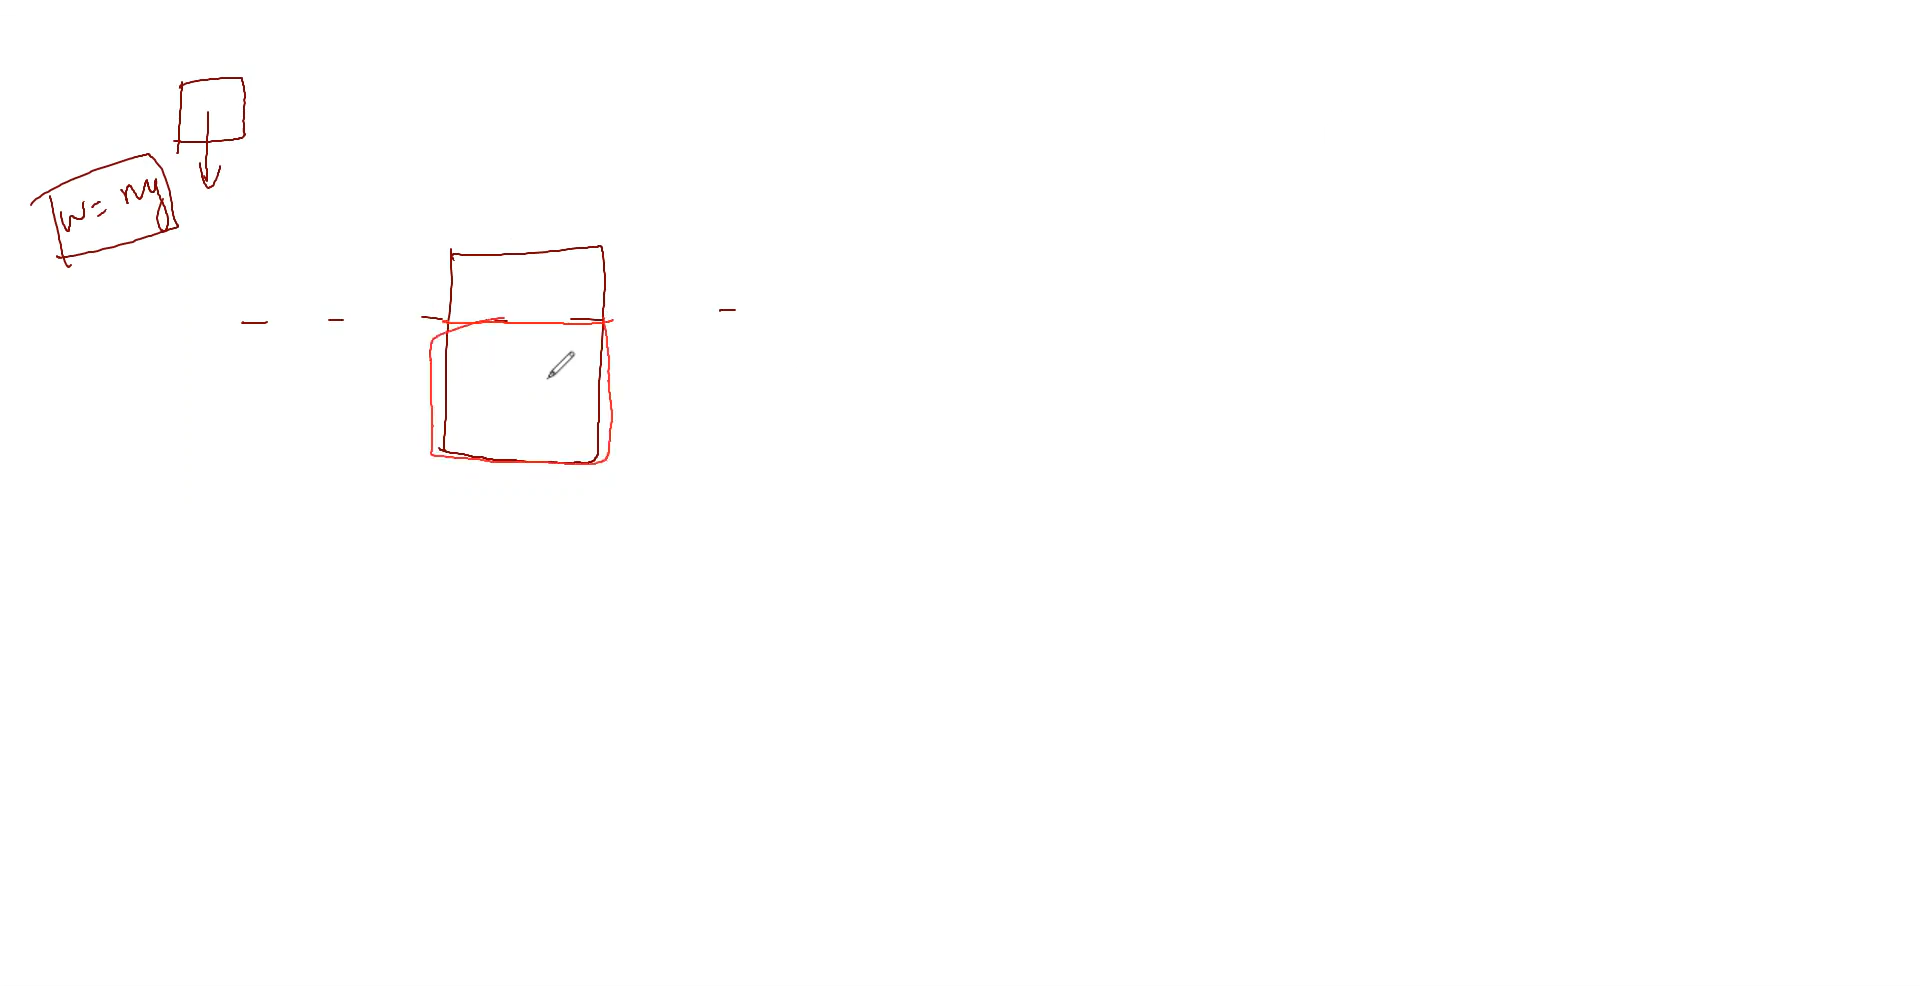 w = mg